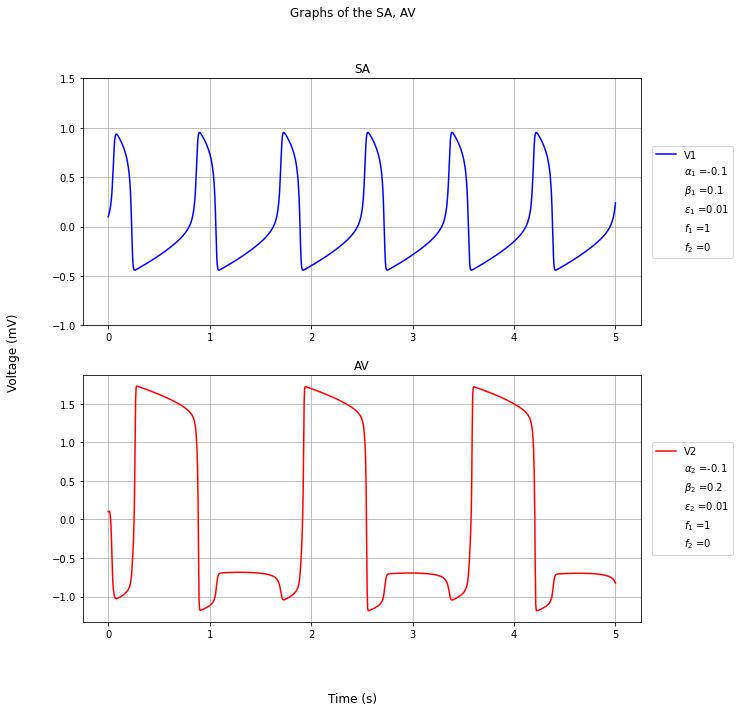 Graphs of the SA, AV
SA
1.5
1.0
0.5
0.0
−0.5
−1.0
0 1 2 3 4 5
V1
α₁ =-0.1
β₁ =0.1
ε₁ =0.01
f₁ =1
f₂ =0
Voltage (mV)
AV
1.5
1.0
0.5
0.0
−0.5
−1.0
0 1 2 3 4 5
V2
α₂ =-0.1
β₂ =0.2
ε₂ =0.01
f₁ =1
f₂ =0
Time (s)